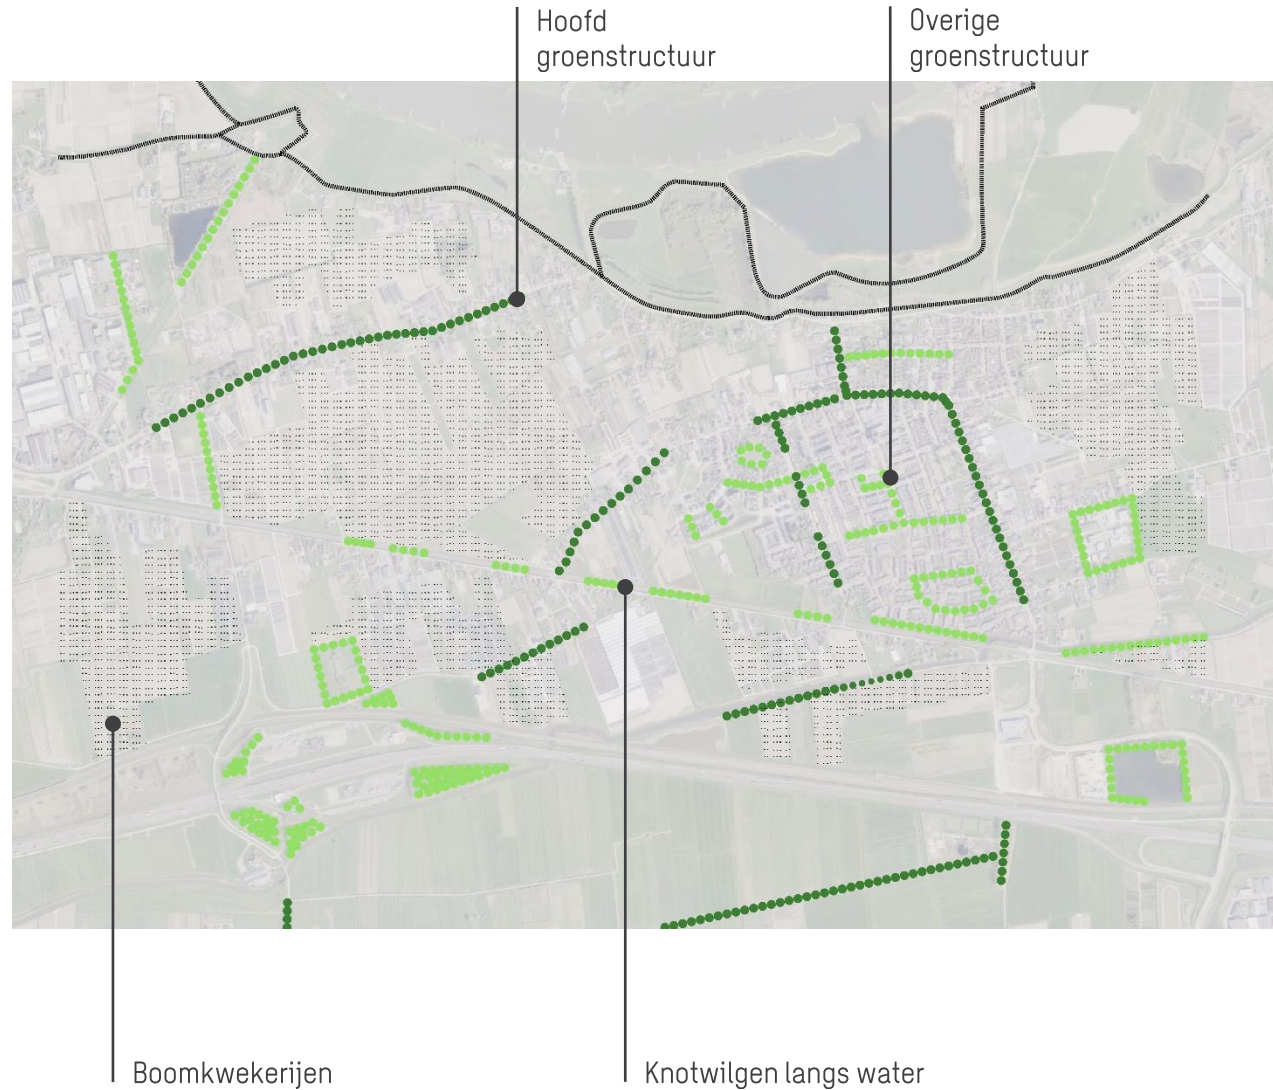 Hoofd
groenstructuur
Overige
groenstructuur
Boomkwekerijen
Knotwilgen langs water